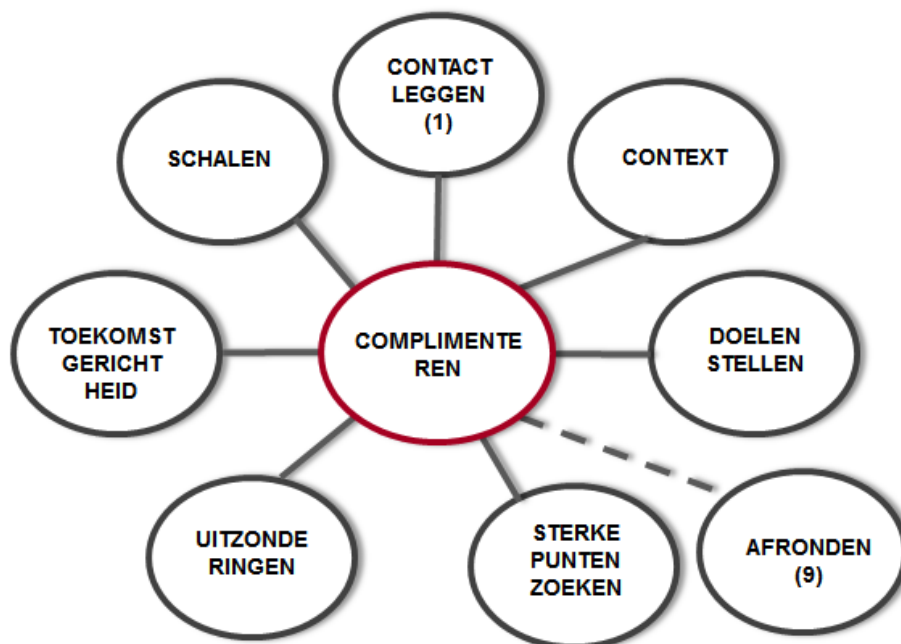 CONTACT
LEGGEN
(1)
CONTEXT
DOELEN
STELLEN
AFRONDEN
(9)
STERKE
PUNTEN
ZOEKEN
UITZONDE
RINGEN
TOEKOMST
GERICHT
HEID
SCHALEN
COMPLIMENTE
REN